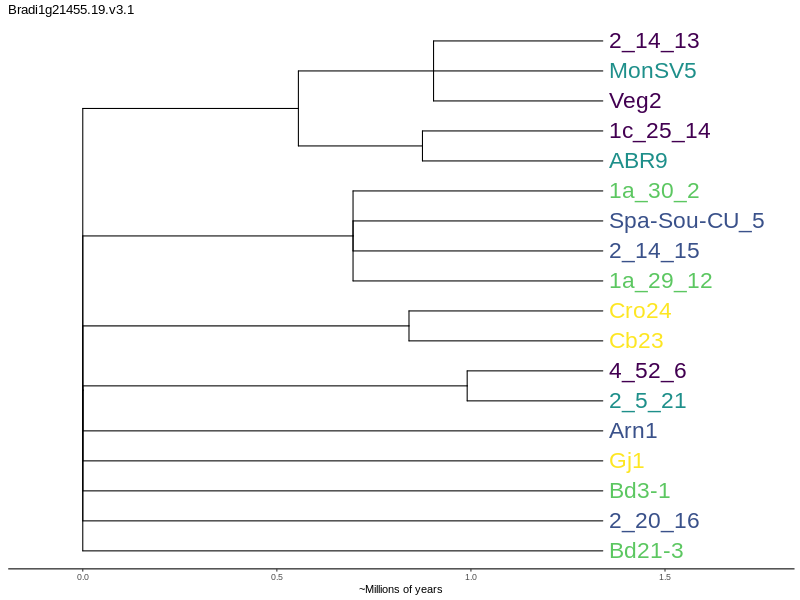 Bradi1g21455.19.v3.1
2_14_13
MonSV5
Veg2
1c_25_14
ABR9
1a_30_2
Spa-Sou-CU_5
2_14_15
1a_29_12
Cro24
Cb23
4_52_6
2_5_21
Arn1
Gj1
Bd3-1
2_20_16
Bd21-3
0.0 0.5 1.0 1.5
~Millions of years